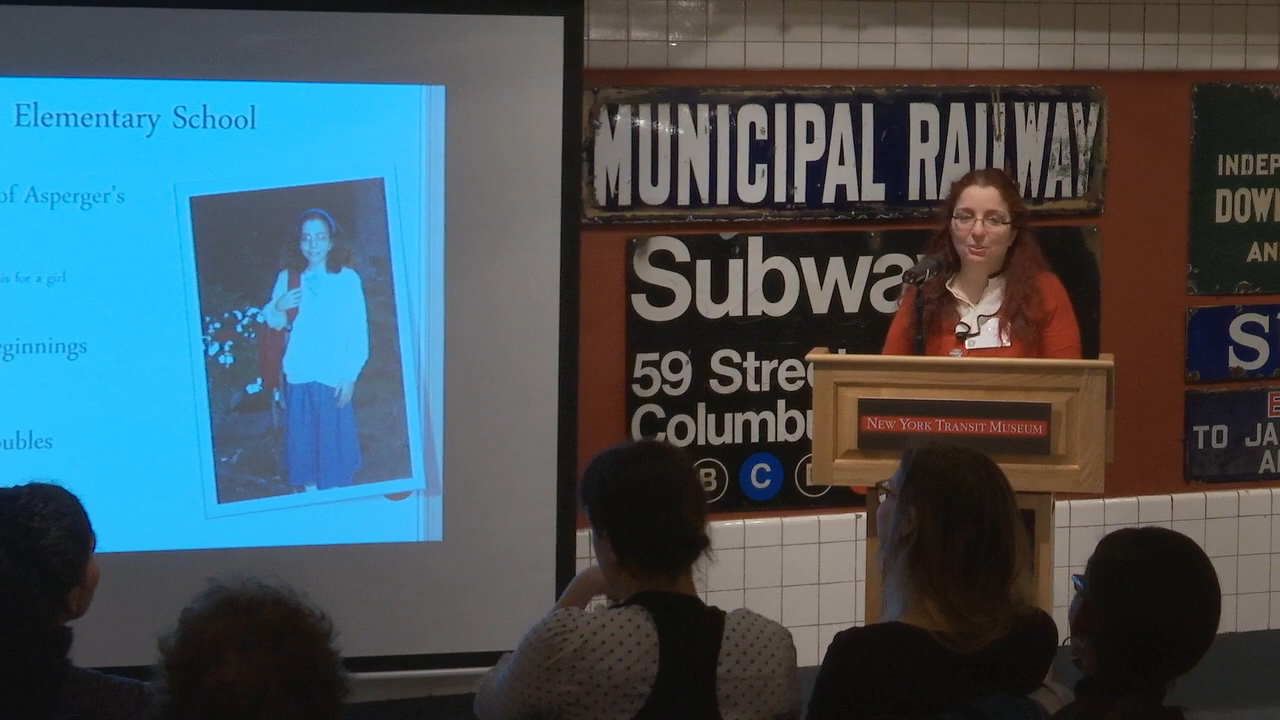 Elementary School
of Asperger's
is for a girl
eginnings
oubles
MUNICIPAL RAILWAY
Subway
59 Stree
Columbu
B C
NEW YORK TRANSIT MUSEUM
INDEP
DOW
AN
S
TO JA
A